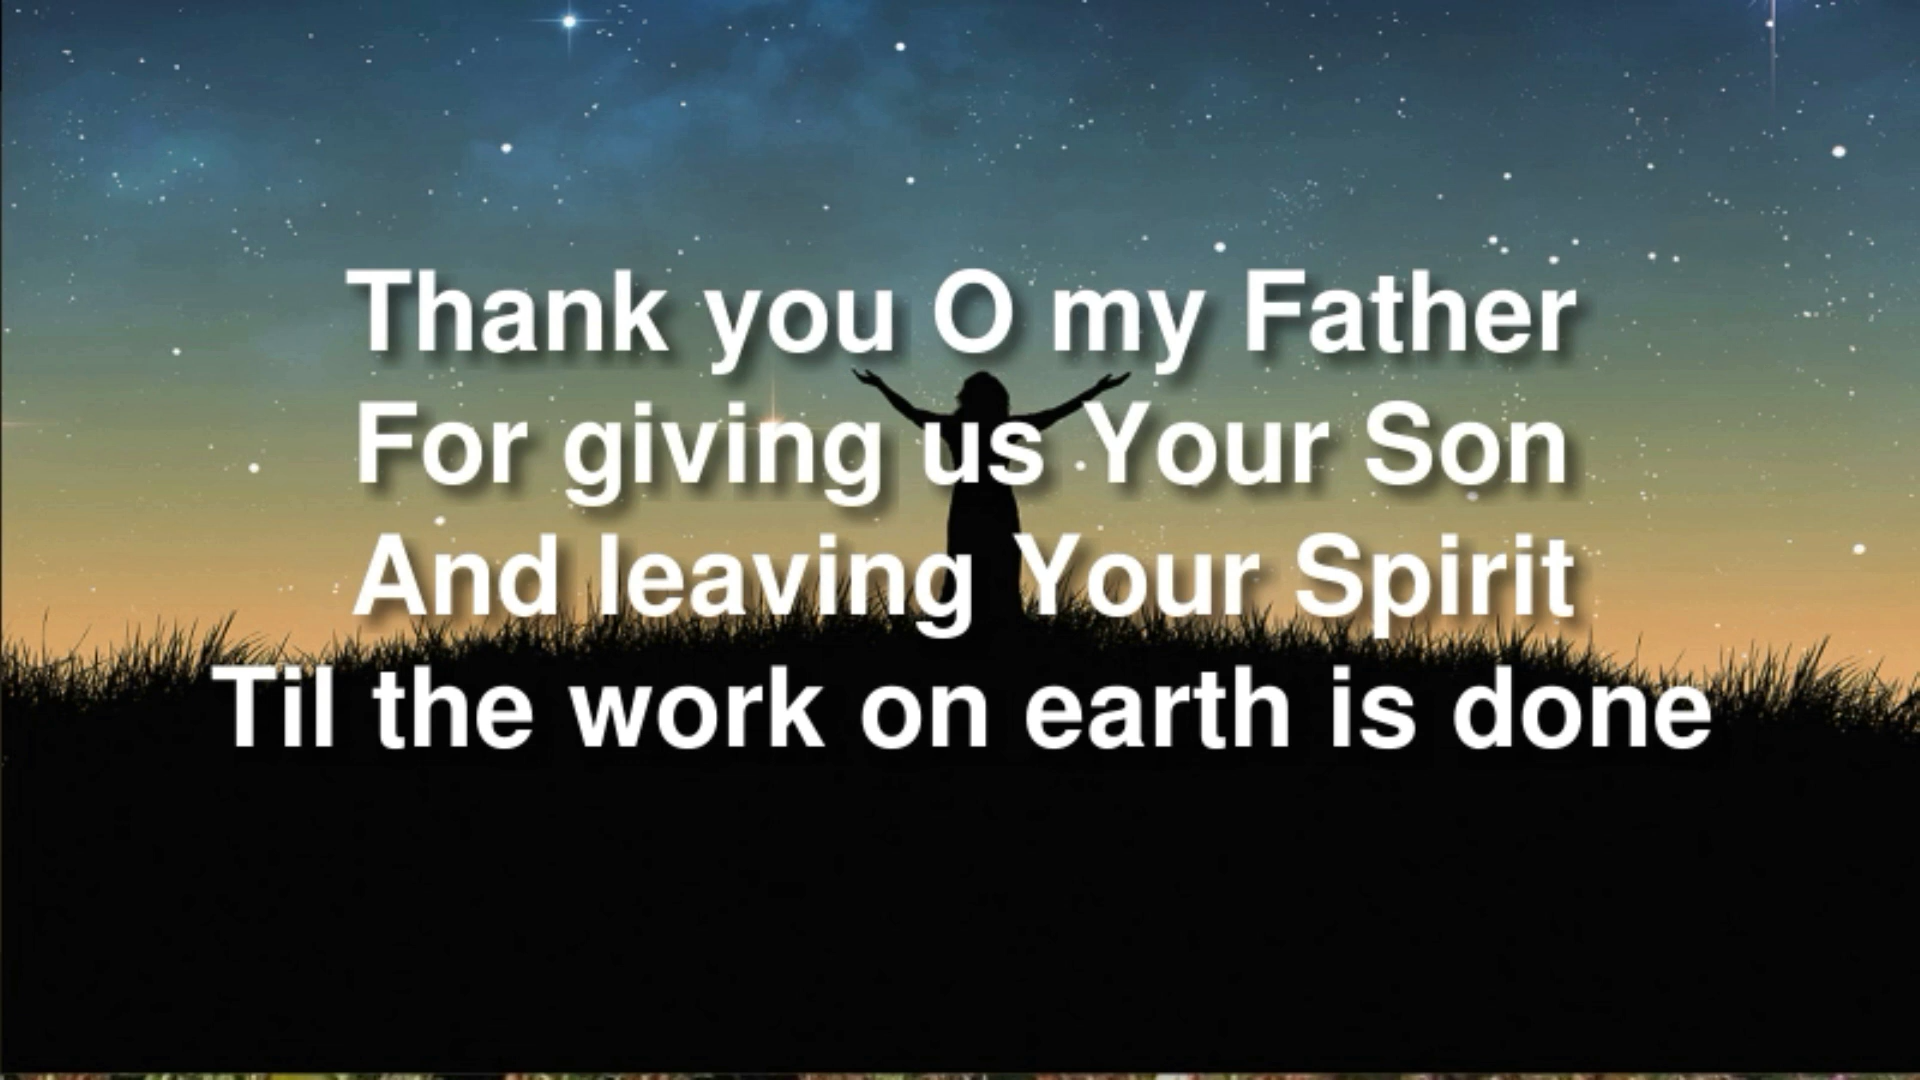 Thank you O my Father
For giving us Your Son
And leaving Your Spirit
Til the work on earth is done